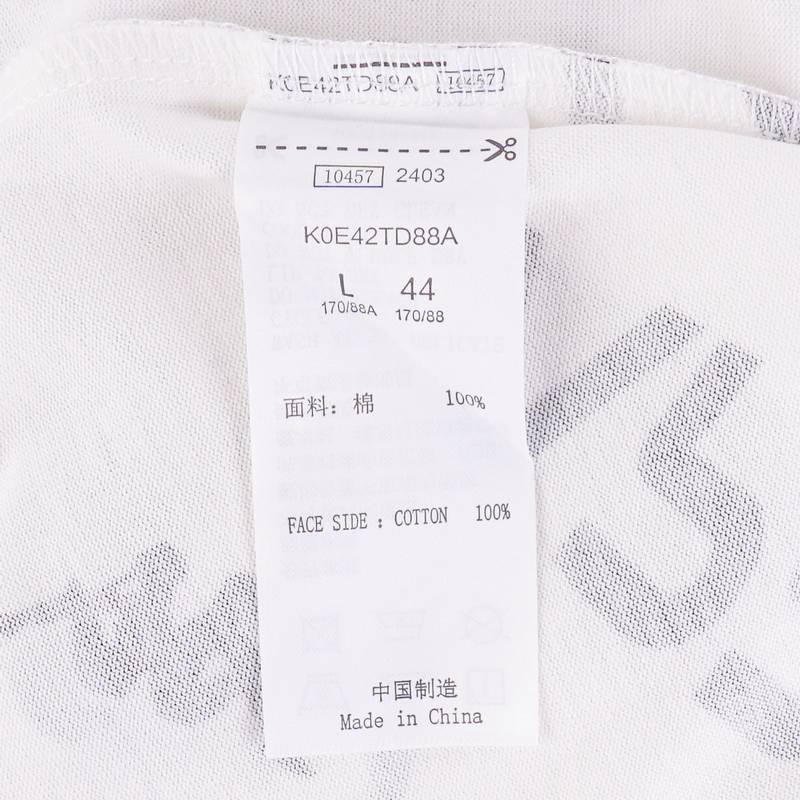 K0E42TD88A 10457
10457 2403
K0E42TD88A
L 44
170/88A 170/88
面料：棉 100%
FACE SIDE : COTTON 100%
中国制造
Made in China